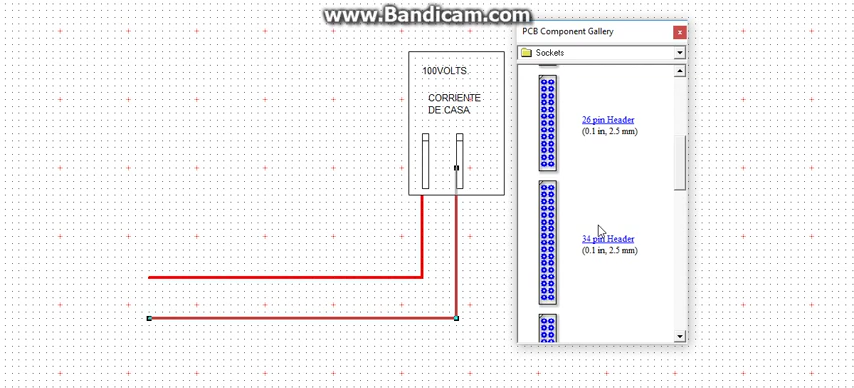 www.Bandicam.com
PCB Component Gallery
x
Sockets
100VOLTS.
CORRIENTE
DE CASA
26 pin Header
(0.1 in, 2.5 mm)
34 pin Header
(0.1 in, 2.5 mm)